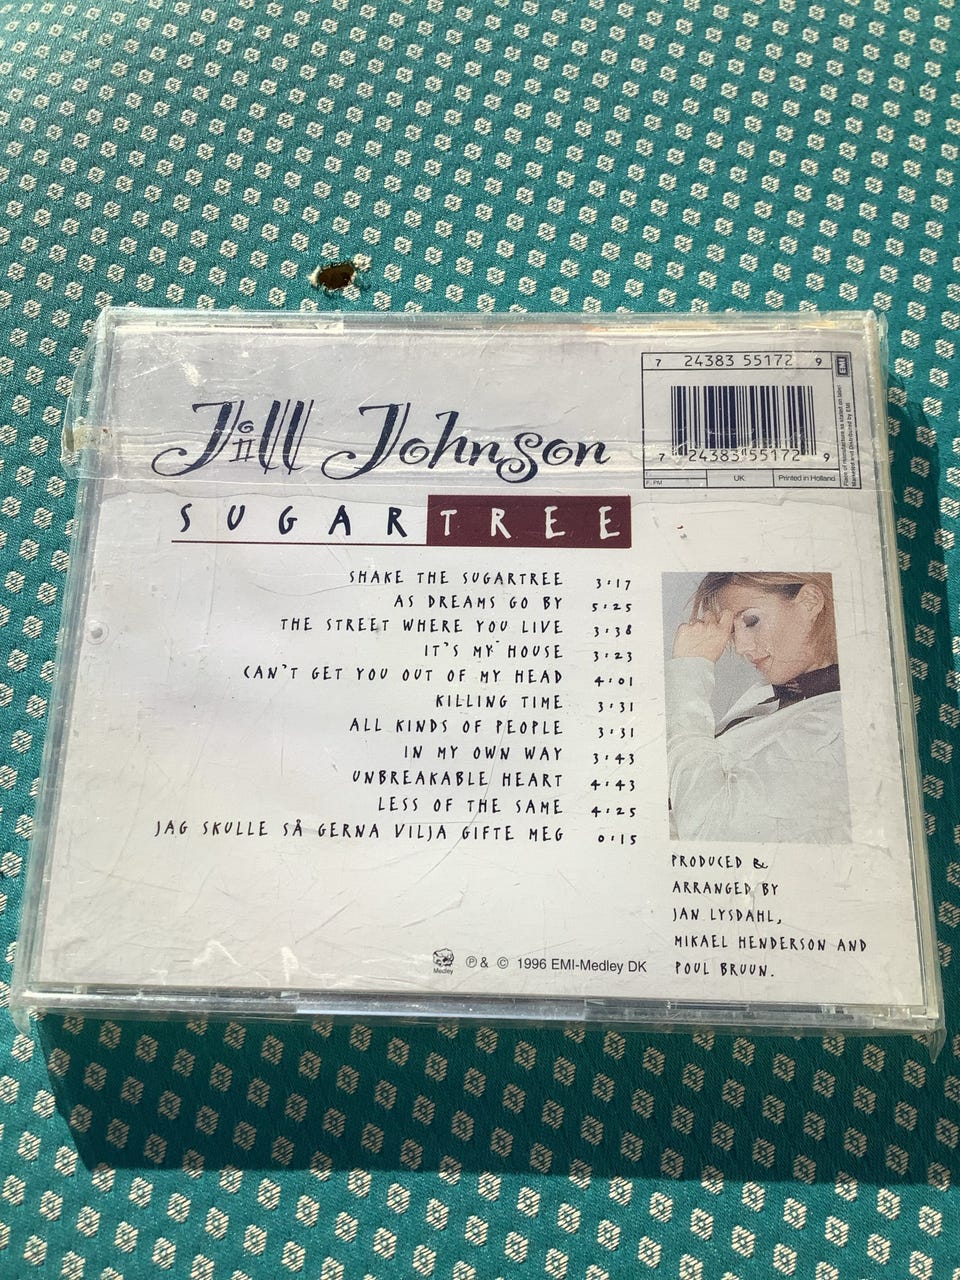 7 24383 55172 9
EMI
7 24383 55172 9
UK
Printed in Holland
Jill Johnson
SUGARTREE
SHAKE THE SUGARTREE 3:17
AS DREAMS GO BY 5:25
THE STREET WHERE YOU LIVE 3:38
IT'S MY HOUSE 3:23
CAN'T GET YOU OUT OF MY HEAD 4:01
KILLING TIME 3:31
ALL KINDS OF PEOPLE 3:31
IN MY OWN WAY 3:43
UNBREAKABLE HEART 4:43
LESS OF THE SAME 4:25
JAG SKULLE SÅ GERNA VILJA GIFTE MEG 0:15
PRODUCED &
ARRANGED BY
JAN LYSDAHL,
MIKAEL HENDERSON AND
POUL BRUUN.
Medley
℗ & © 1996 EMI-Medley DK